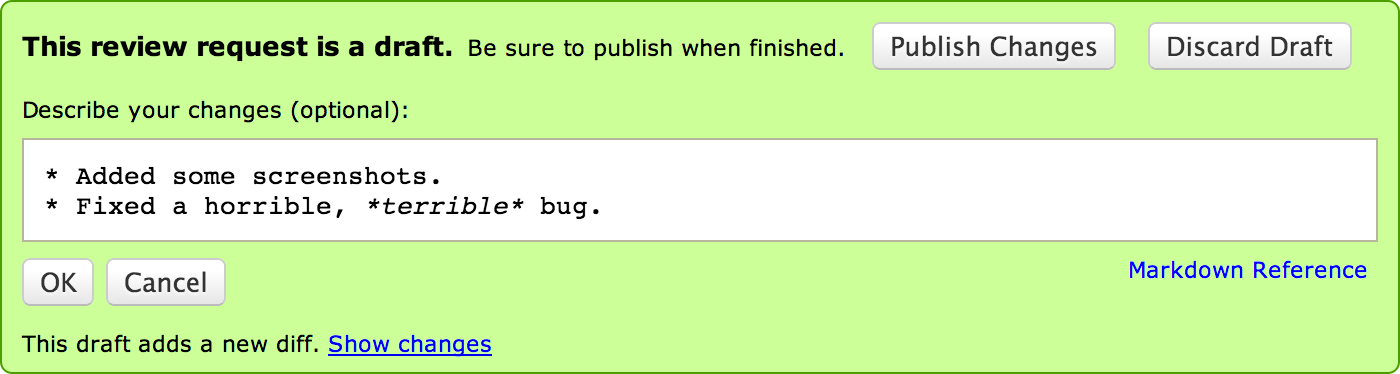 This review request is a draft. Be sure to publish when finished. Publish Changes Discard Draft
Describe your changes (optional):
* Added some screenshots.
* Fixed a horrible, *terrible* bug.
OK Cancel Markdown Reference
This draft adds a new diff. Show changes